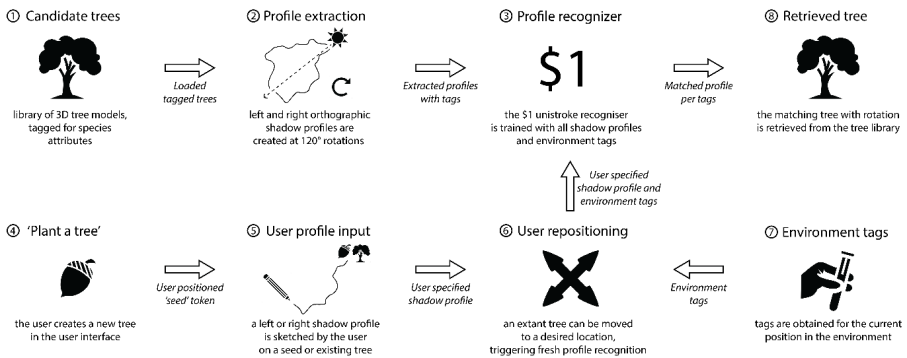 ① Candidate trees
library of 3D tree models,
tagged for species
attributes
Loaded
tagged trees
② Profile extraction
left and right orthographic
shadow profiles are
created at 120° rotations
Extracted profiles
with tags
③ Profile recognizer
$1
the $1 unistroke recogniser
is trained with all shadow profiles
and environment tags
Matched profile
per tags
⑧ Retrieved tree
the matching tree with rotation
is retrieved from the tree library
User specified
shadow profile and
environment tags
④ 'Plant a tree'
the user creates a new tree
in the user interface
User positioned
'seed' token
⑤ User profile input
a left or right shadow profile
is sketched by the user
on a seed or existing tree
User specified
shadow profile
⑥ User repositioning
an extant tree can be moved
to a desired location,
triggering fresh profile recognition
Environment
tags
⑦ Environment tags
tags are obtained for the current
position in the environment